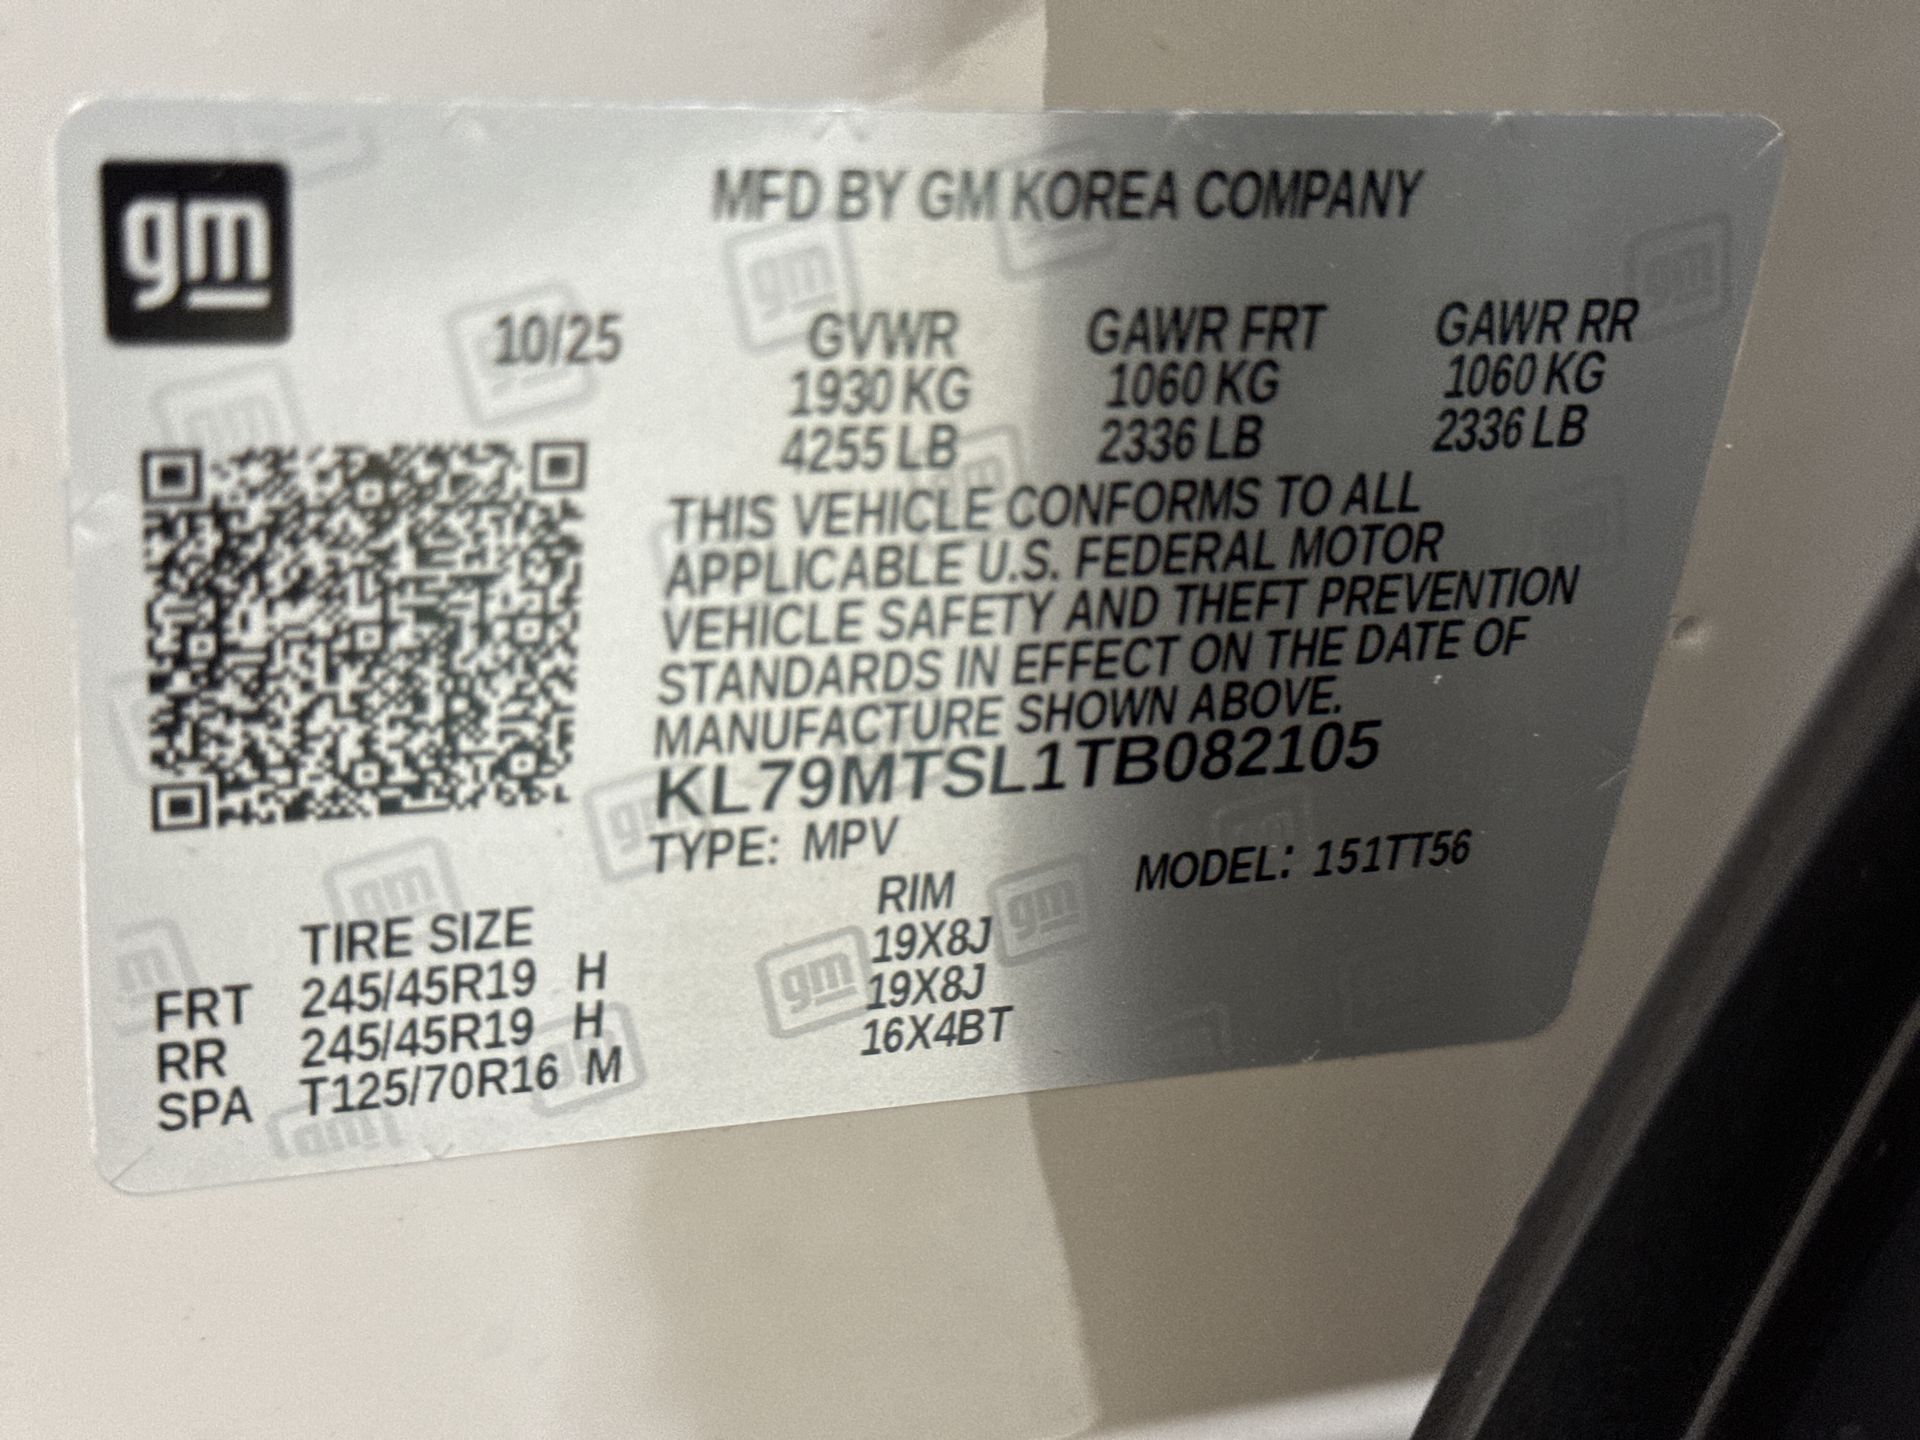 gm
MFD BY GM KOREA COMPANY
10/25 GVWR GAWR FRT GAWR RR
1930 KG 1060 KG 1060 KG
4255 LB 2336 LB 2336 LB
THIS VEHICLE CONFORMS TO ALL
APPLICABLE U.S. FEDERAL MOTOR
VEHICLE SAFETY AND THEFT PREVENTION
STANDARDS IN EFFECT ON THE DATE OF
MANUFACTURE SHOWN ABOVE.
KL79MTSL1TB082105
TYPE: MPV MODEL: 151TT56
TIRE SIZE RIM
FRT 245/45R19 H 19X8J
RR 245/45R19 H 19X8J
SPA T125/70R16 M 16X4BT